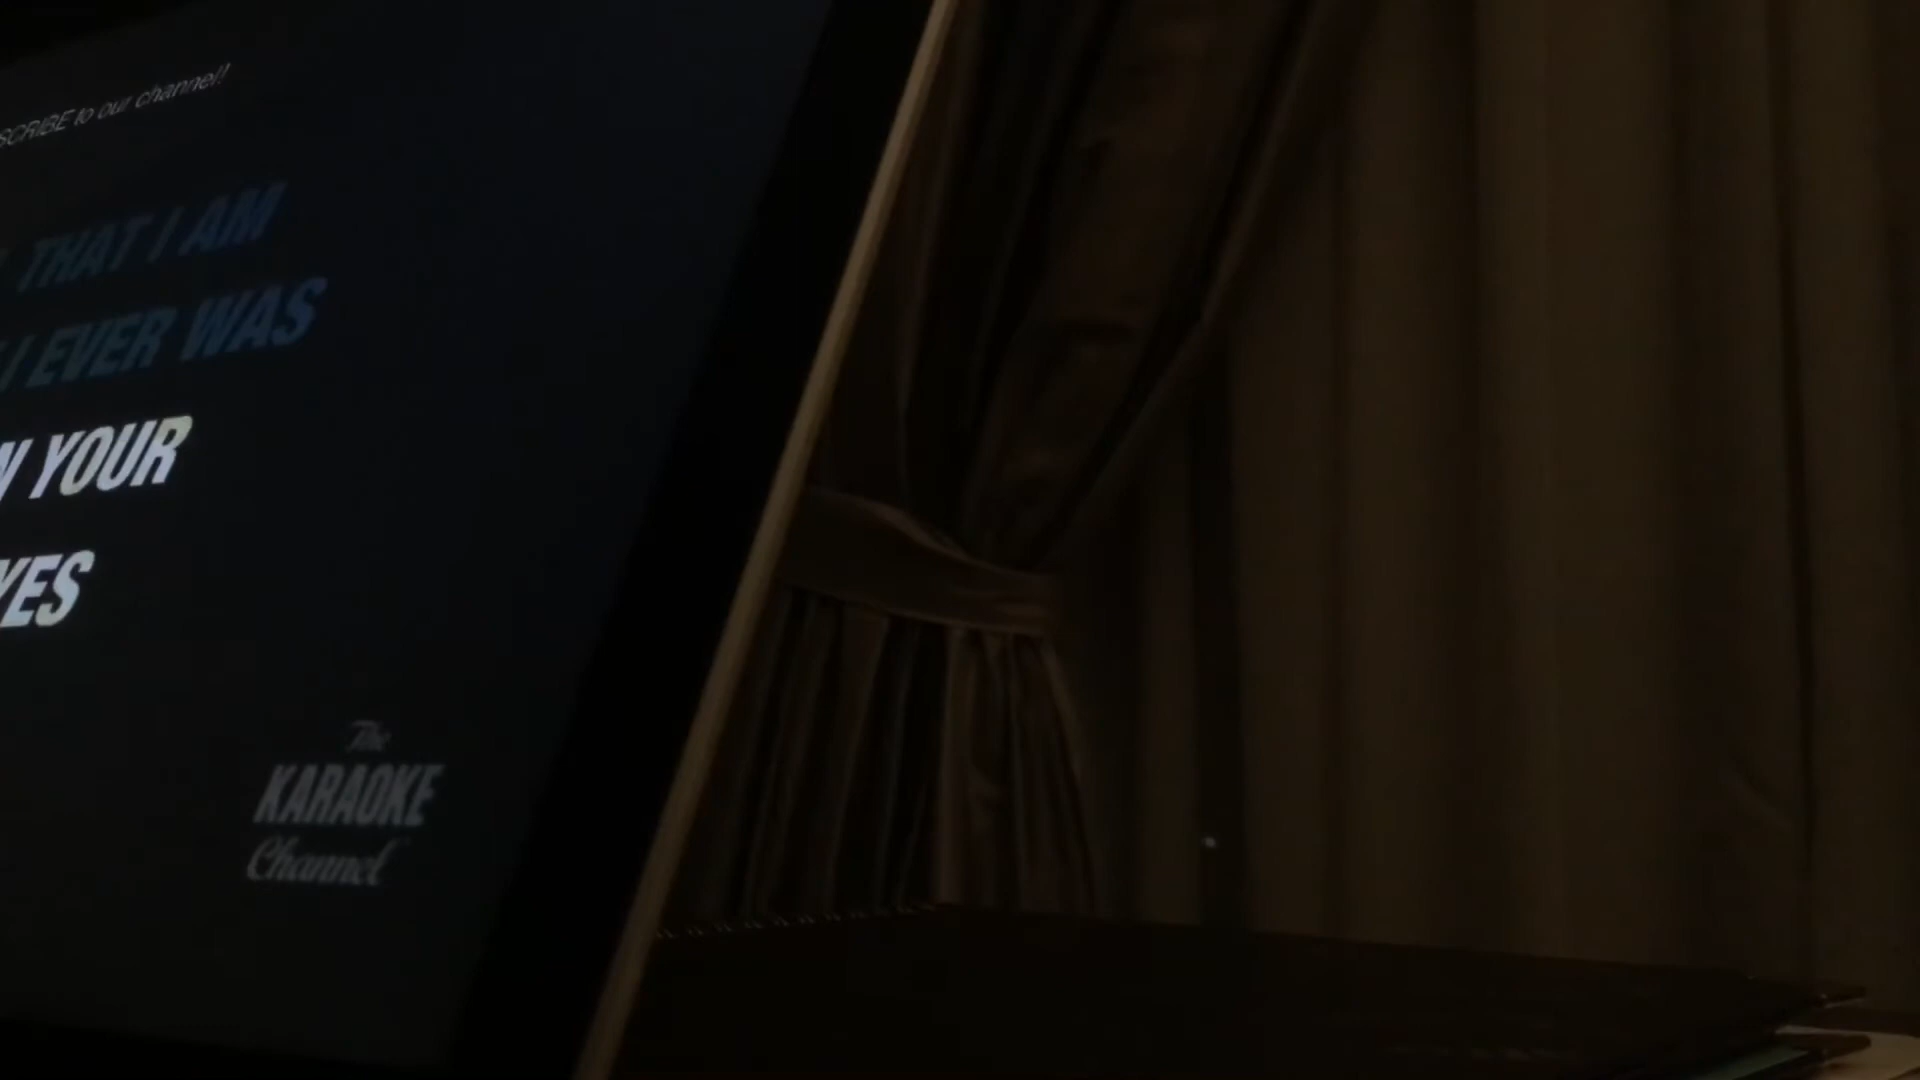 SCRIBE to our channel!
THAT I AM
I EVER WAS
N YOUR
YES
The
KARAOKE
Channel